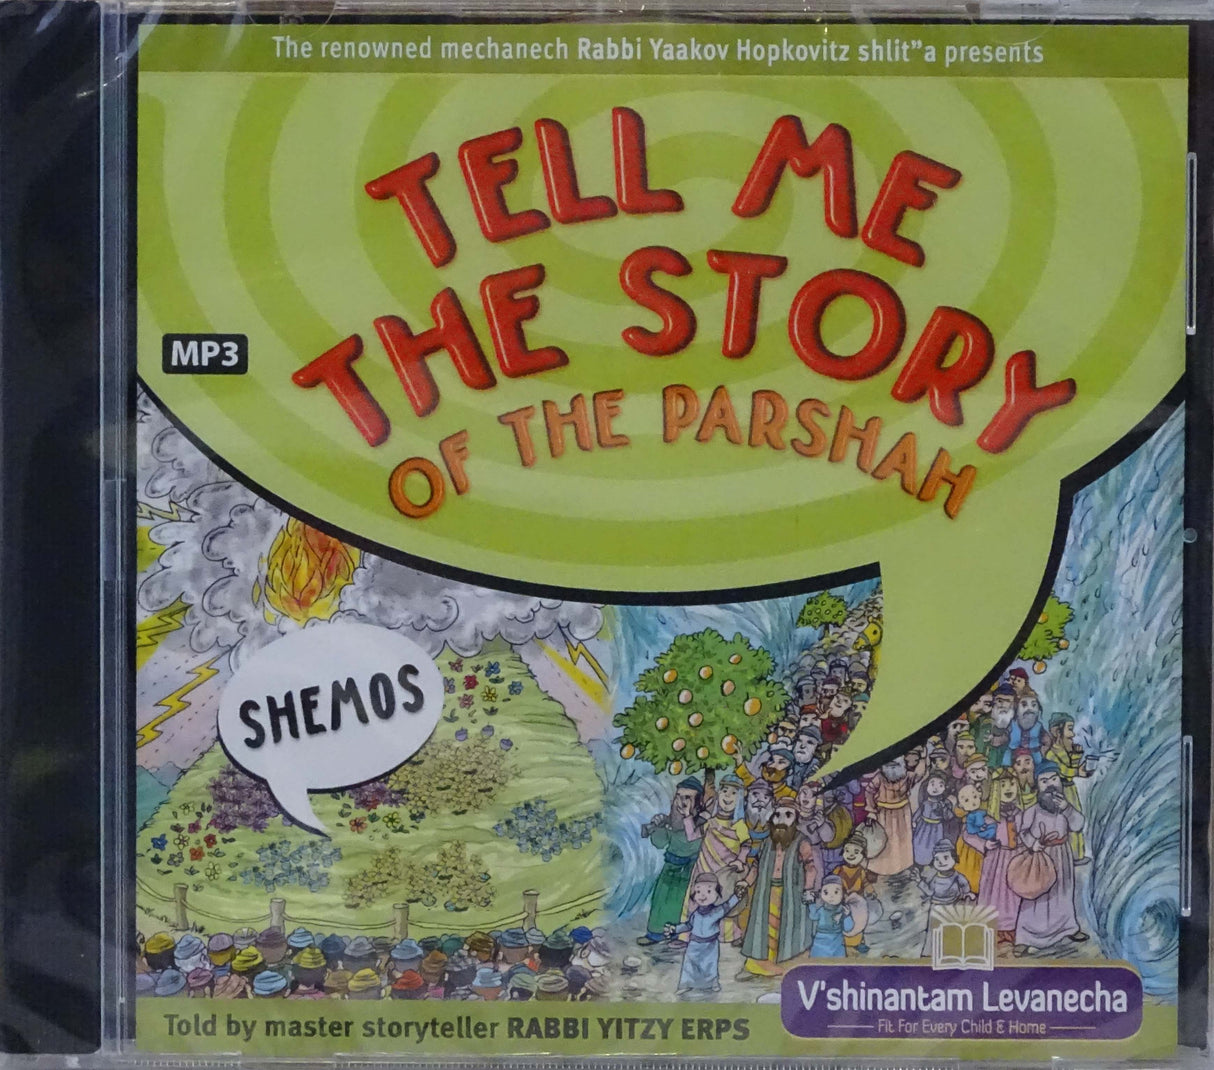 The renowned mechanech Rabbi Yaakov Hopkovitz shlit"a presents
TELL ME
THE STORY
OF THE PARSHAH
MP3
SHEMOS
V'shinantam Levanecha
Fit For Every Child & Home
Told by master storyteller RABBI YITZY ERPS